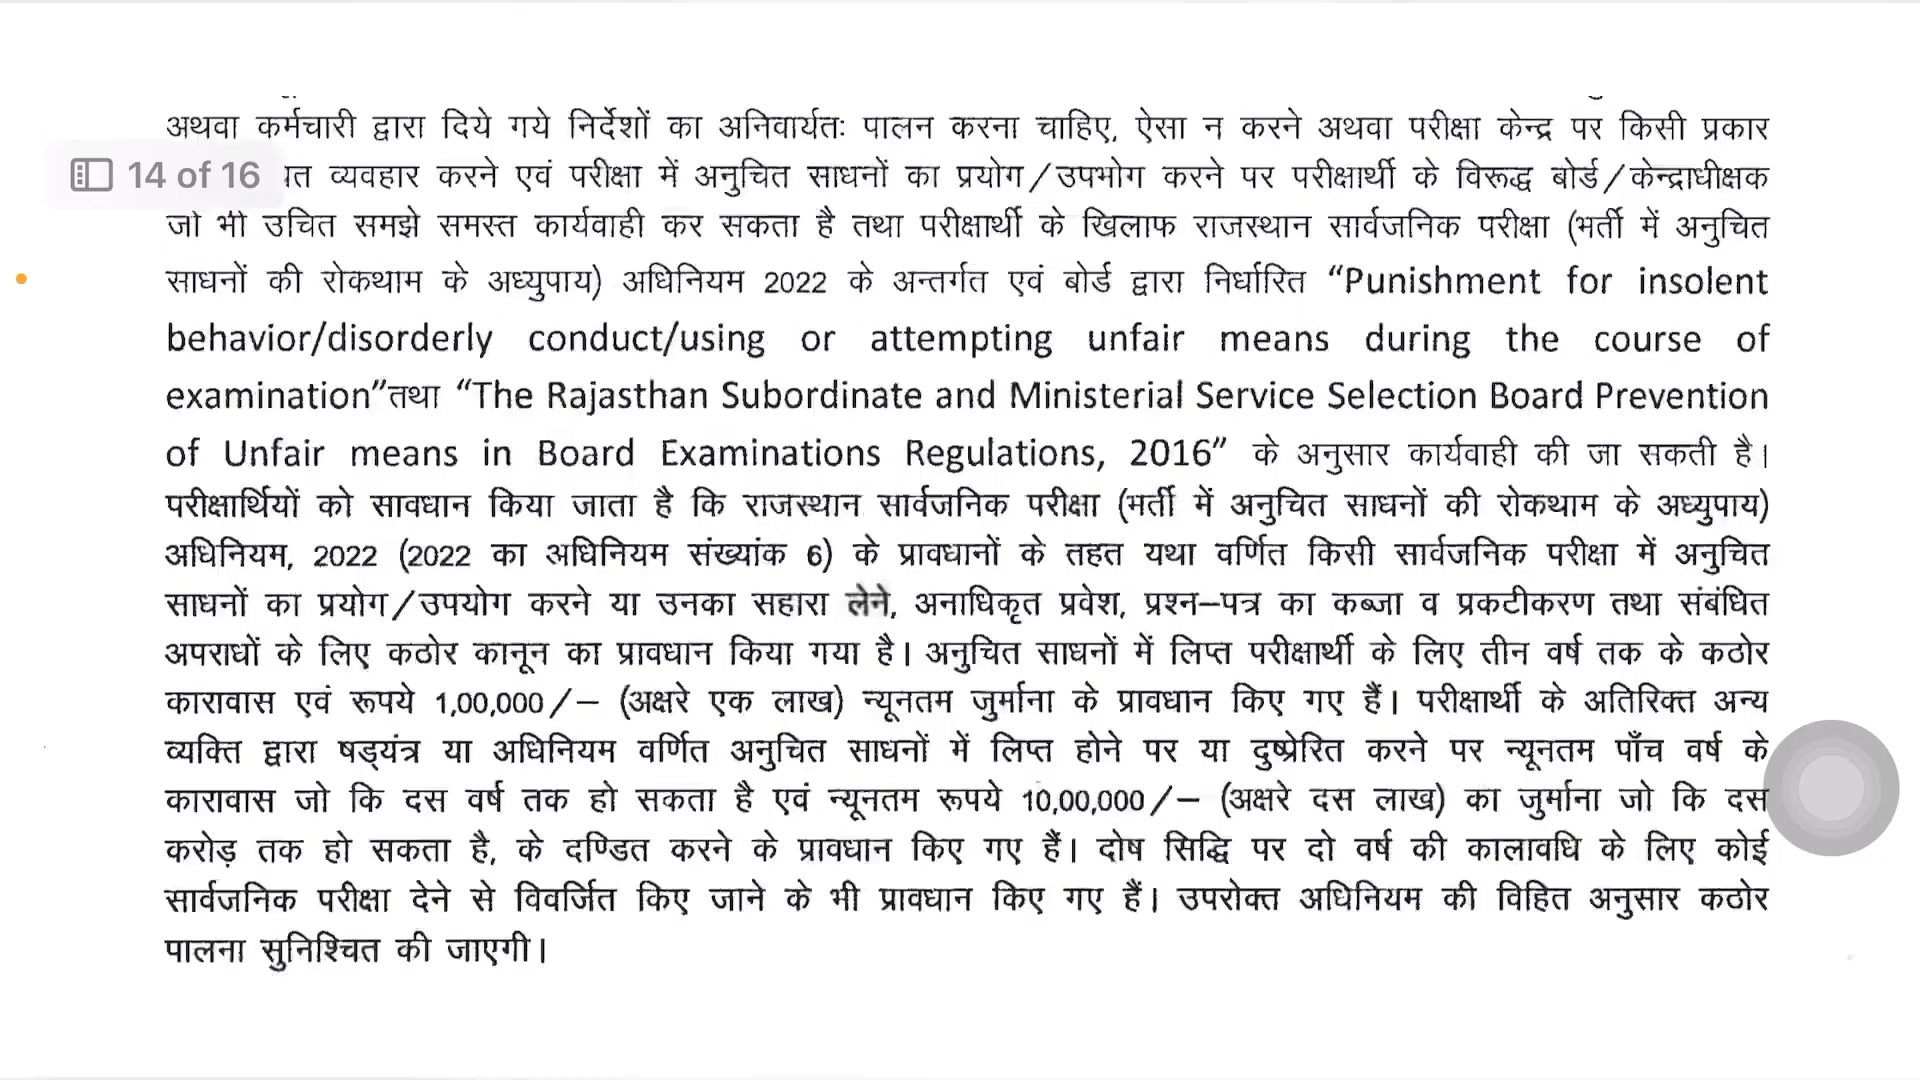 अथवा कर्मचारी द्वारा दिये गये निर्देशों का अनिवार्यतः पालन करना चाहिए, ऐसा न करने अथवा परीक्षा केन्द्र पर किसी प्रकार
14 of 16
व्यवहार करने एवं परीक्षा में अनुचित साधनों का प्रयोग/उपभोग करने पर परीक्षार्थी के विरूद्ध बोर्ड/केन्द्राधीक्षक
जो भी उचित समझे समस्त कार्यवाही कर सकता है तथा परीक्षार्थी के खिलाफ राजस्थान सार्वजनिक परीक्षा (भर्ती में अनुचित
साधनों की रोकथाम के अध्युपाय) अधिनियम 2022 के अन्तर्गत एवं बोर्ड द्वारा निर्धारित “Punishment for insolent
behavior/disorderly conduct/using or attempting unfair means during the course of
examination”तथा “The Rajasthan Subordinate and Ministerial Service Selection Board Prevention
of Unfair means in Board Examinations Regulations, 2016” के अनुसार कार्यवाही की जा सकती है।
परीक्षार्थियों को सावधान किया जाता है कि राजस्थान सार्वजनिक परीक्षा (भर्ती में अनुचित साधनों की रोकथाम के अध्युपाय)
अधिनियम, 2022 (2022 का अधिनियम संख्यांक 6) के प्रावधानों के तहत यथा वर्णित किसी सार्वजनिक परीक्षा में अनुचित
साधनों का प्रयोग/उपयोग करने या उनका सहारा लेने, अनाधिकृत प्रवेश, प्रश्न–पत्र का कब्जा व प्रकटीकरण तथा संबंधित
अपराधों के लिए कठोर कानून का प्रावधान किया गया है। अनुचित साधनों में लिप्त परीक्षार्थी के लिए तीन वर्ष तक के कठोर
कारावास एवं रूपये 1,00,000/– (अक्षरे एक लाख) न्यूनतम जुर्माना के प्रावधान किए गए हैं। परीक्षार्थी के अतिरिक्त अन्य
व्यक्ति द्वारा षड्यंत्र या अधिनियम वर्णित अनुचित साधनों में लिप्त होने पर या दुष्प्रेरित करने पर न्यूनतम पाँच वर्ष के
कारावास जो कि दस वर्ष तक हो सकता है एवं न्यूनतम रूपये 10,00,000/– (अक्षरे दस लाख) का जुर्माना जो कि दस
करोड़ तक हो सकता है, के दण्डित करने के प्रावधान किए गए हैं। दोष सिद्धि पर दो वर्ष की कालावधि के लिए कोई
सार्वजनिक परीक्षा देने से विवर्जित किए जाने के भी प्रावधान किए गए हैं। उपरोक्त अधिनियम की विहित अनुसार कठोर
पालना सुनिश्चित की जाएगी।